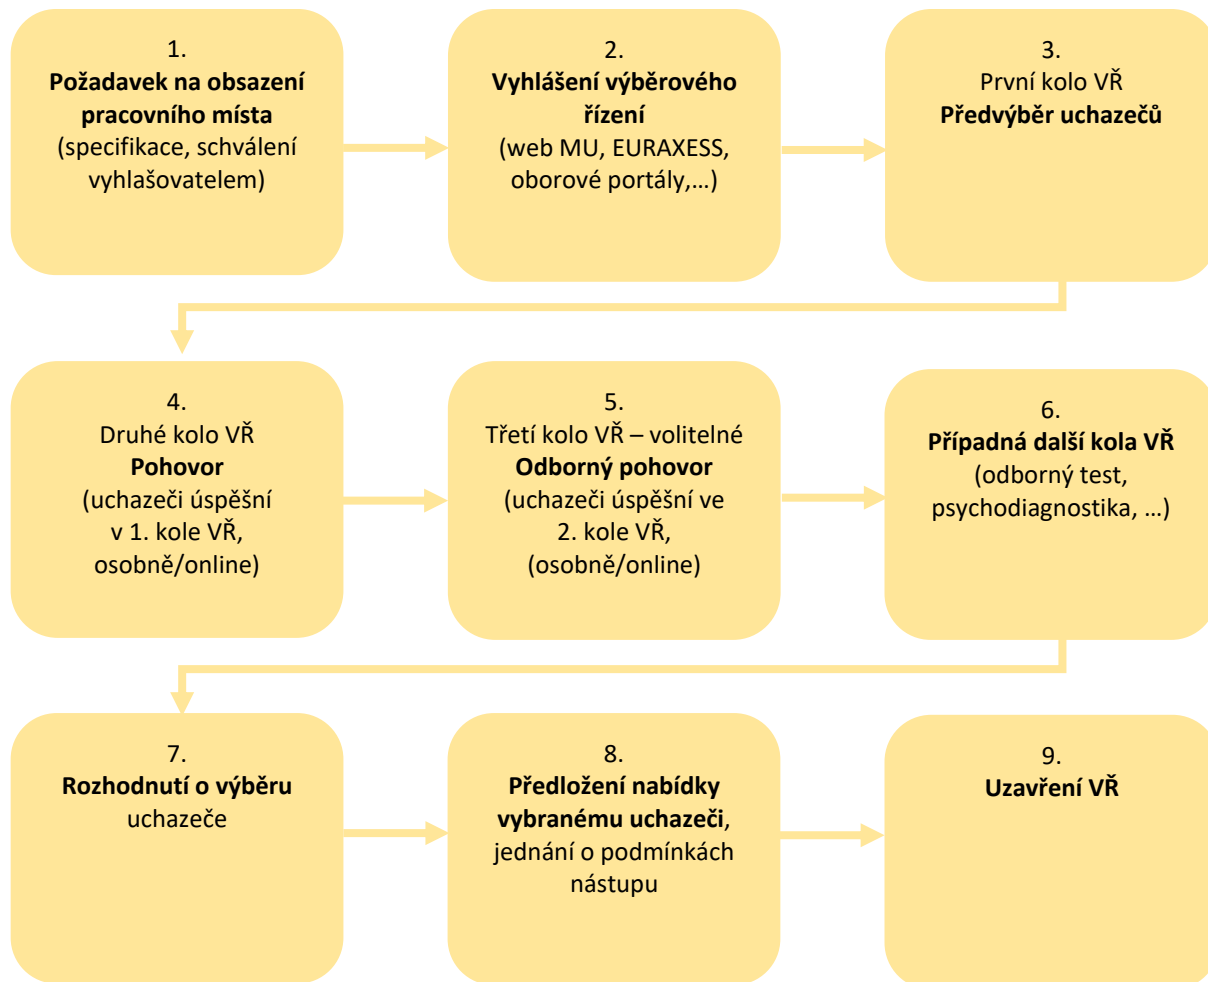 1.
Požadavek na obsazení
pracovního místa
(specifikace, schválení
vyhlašovatelem)
2.
Vyhlášení výběrového
řízení
(web MU, EURAXESS,
oborové portály,…)
3.
První kolo VŘ
Předvýběr uchazečů
4.
Druhé kolo VŘ
Pohovor
(uchazeči úspěšní
v 1. kole VŘ,
osobně/online)
5.
Třetí kolo VŘ – volitelné
Odborný pohovor
(uchazeči úspěšní ve
2. kole VŘ,
(osobně/online)
6.
Případná další kola VŘ
(odborný test,
psychodiagnostika, …)
7.
Rozhodnutí o výběru
uchazeče
8.
Předložení nabídky
vybranému uchazeči,
jednání o podmínkách
nástupu
9.
Uzavření VŘ